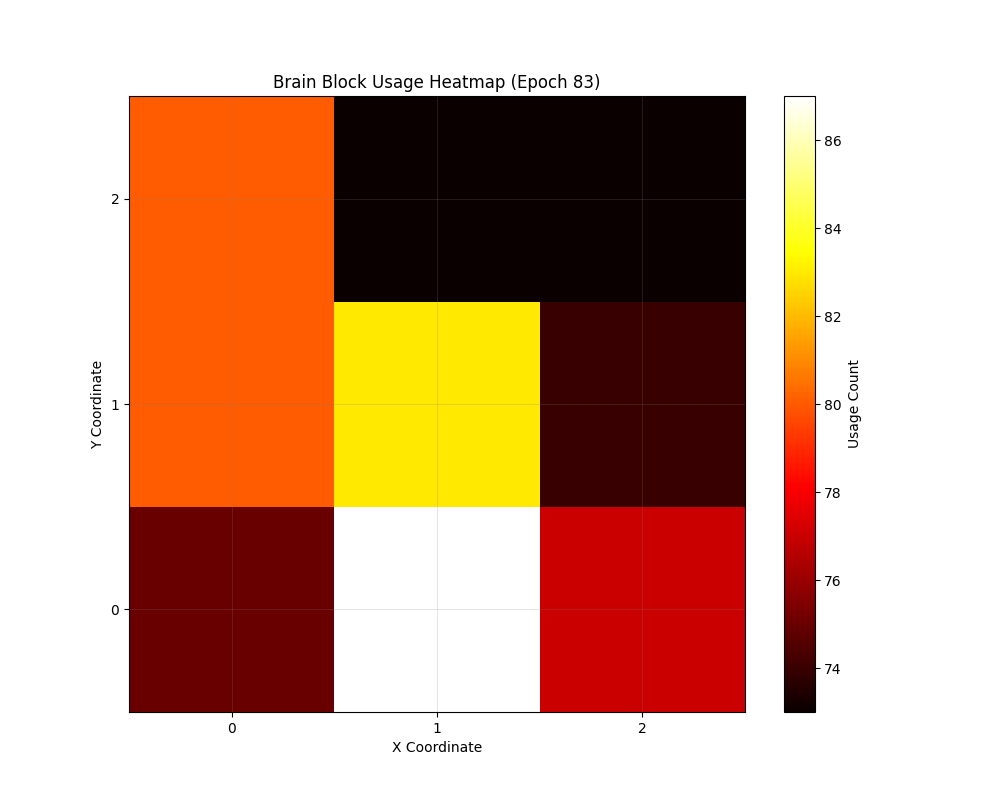 Brain Block Usage Heatmap (Epoch 83)
2
1
0
Y Coordinate
0 1 2
X Coordinate
86
84
82
80
78
76
74
Usage Count